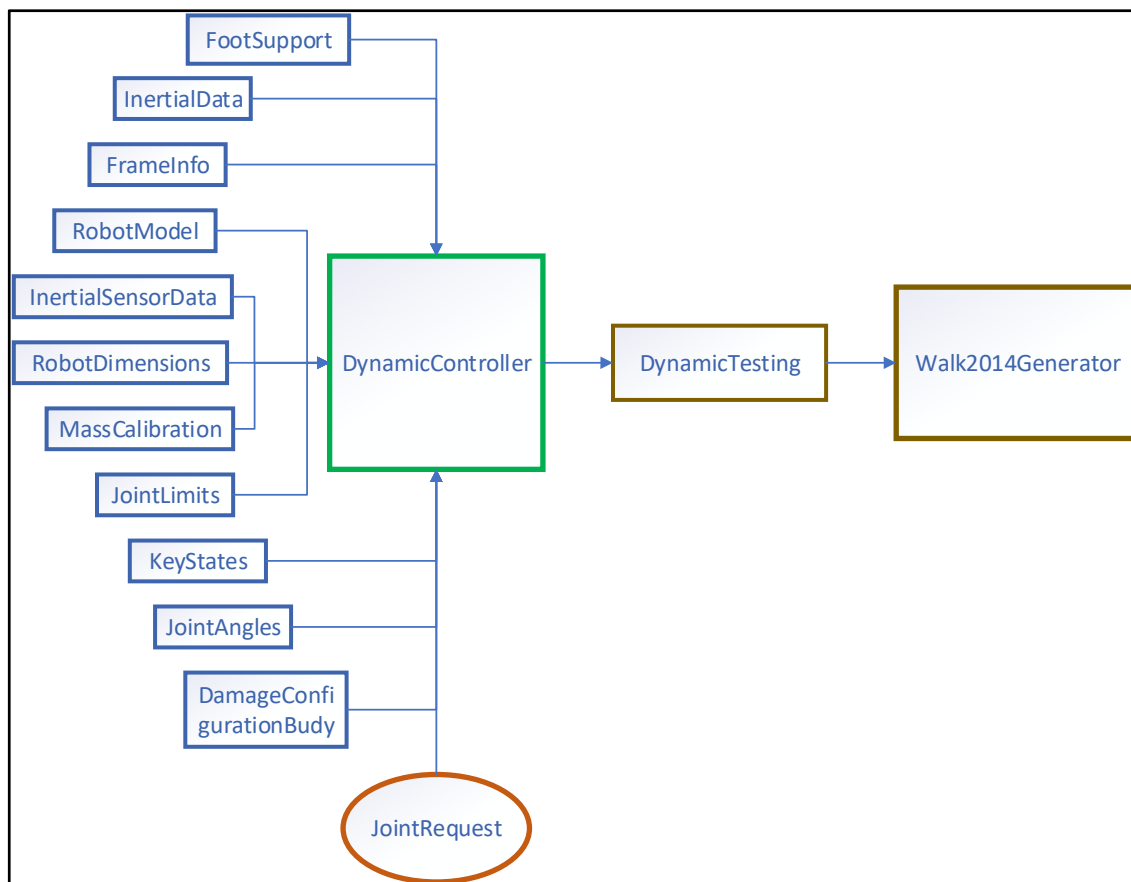 FootSupport
InertialData
FrameInfo
RobotModel
InertialSensorData
RobotDimensions
MassCalibration
JointLimits
KeyStates
JointAngles
DamageConfi
gurationBudy
JointRequest
DynamicController
DynamicTesting
Walk2014Generator